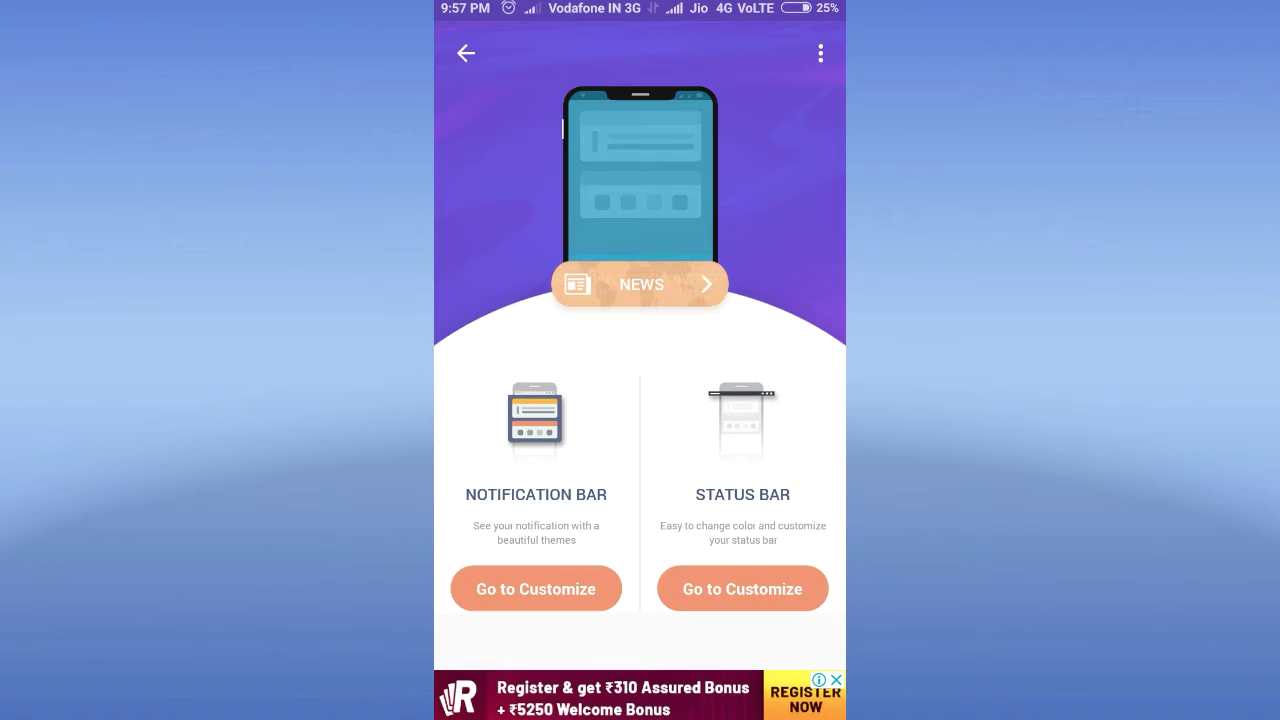 9:57 PM Vodafone IN 3G Jio 4G VoLTE 25%
NEWS
NOTIFICATION BAR
See your notification with a
beautiful themes
Go to Customize
STATUS BAR
Easy to change color and customize
your status bar
Go to Customize
R
Register & get ₹310 Assured Bonus
+ ₹5250 Welcome Bonus
REGISTER
NOW